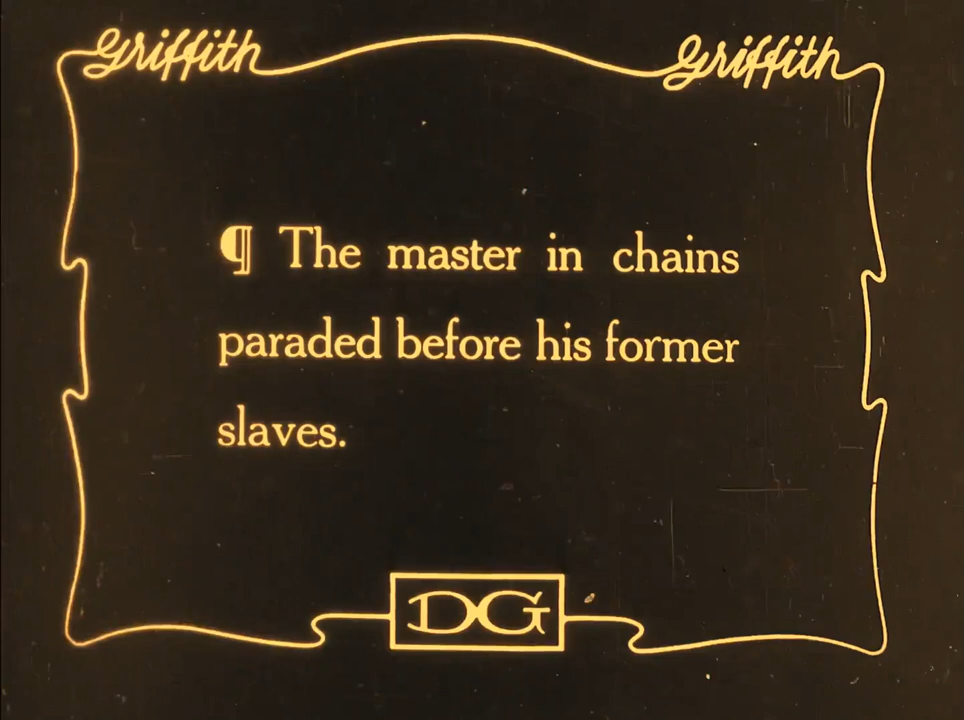 Griffith Griffith
¶ The master in chains
paraded before his former
slaves.
DG